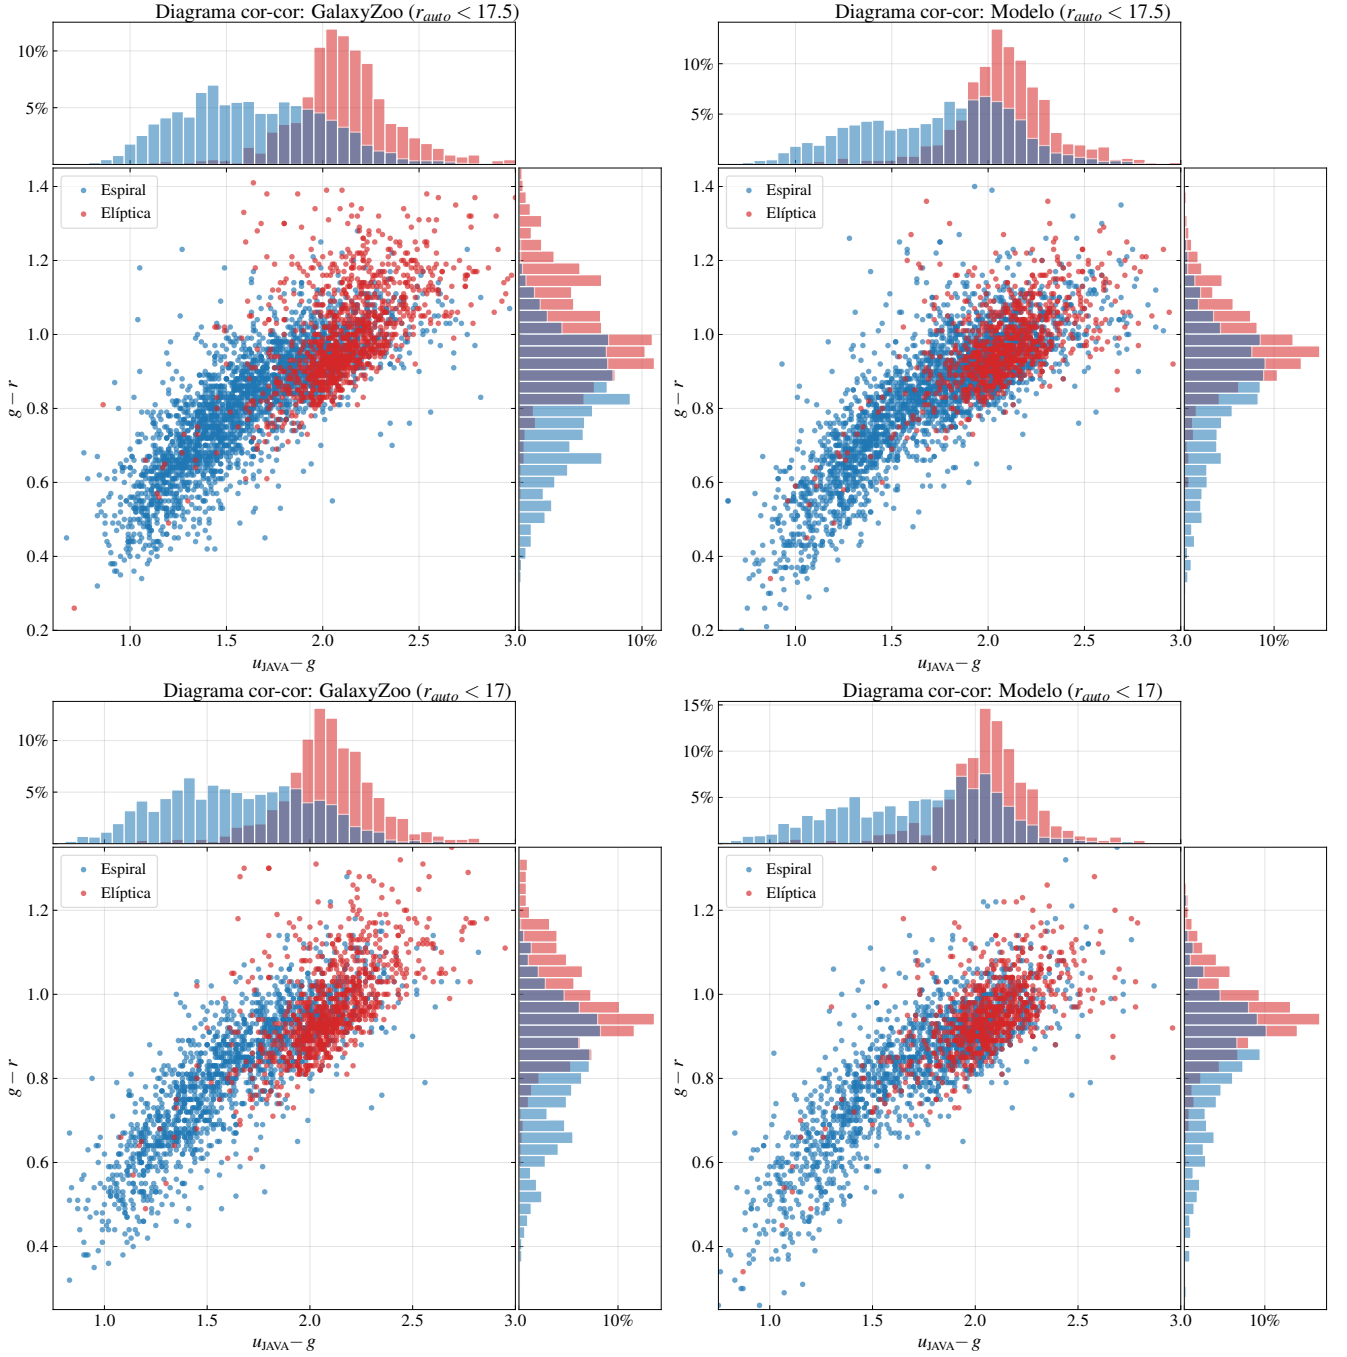 Diagrama cor-cor: GalaxyZoo (r_auto < 17.5)
10%
5%
1.4
1.2
1.0
0.8
0.6
0.4
0.2
g − r
Espiral
Elíptica
1.0 1.5 2.0 2.5 3.0
10%
u_JAVA − g
Diagrama cor-cor: Modelo (r_auto < 17.5)
10%
5%
1.4
1.2
1.0
0.8
0.6
0.4
0.2
g − r
Espiral
Elíptica
1.0 1.5 2.0 2.5 3.0
10%
u_JAVA − g
Diagrama cor-cor: GalaxyZoo (r_auto < 17)
10%
5%
1.2
1.0
0.8
0.6
0.4
g − r
Espiral
Elíptica
1.0 1.5 2.0 2.5 3.0
10%
u_JAVA − g
Diagrama cor-cor: Modelo (r_auto < 17)
15%
10%
5%
1.2
1.0
0.8
0.6
0.4
g − r
Espiral
Elíptica
1.0 1.5 2.0 2.5 3.0
10%
u_JAVA − g